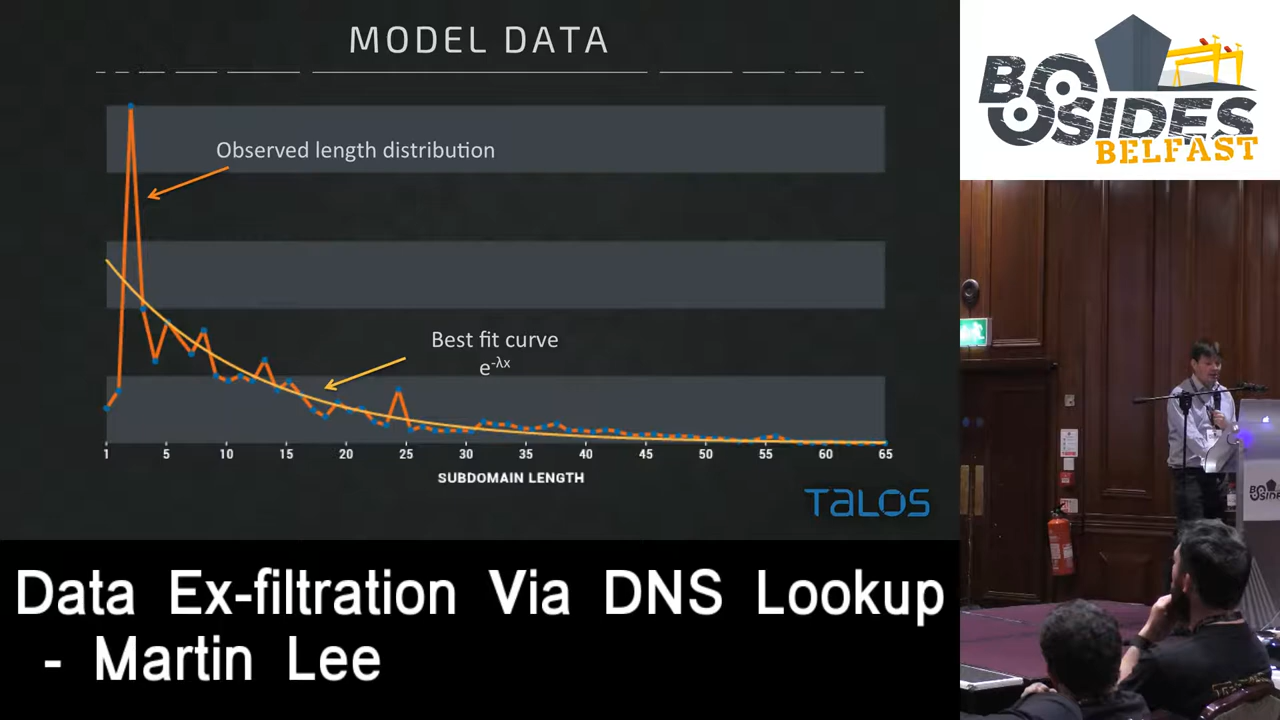 MODEL DATA
Observed length distribution
Best fit curve
e-λx
1 5 10 15 20 25 30 35 40 45 50 55 60 65
SUBDOMAIN LENGTH
TALOS
BSIDES
BELFAST
BSIDES
Data Ex-filtration Via DNS Lookup
- Martin Lee